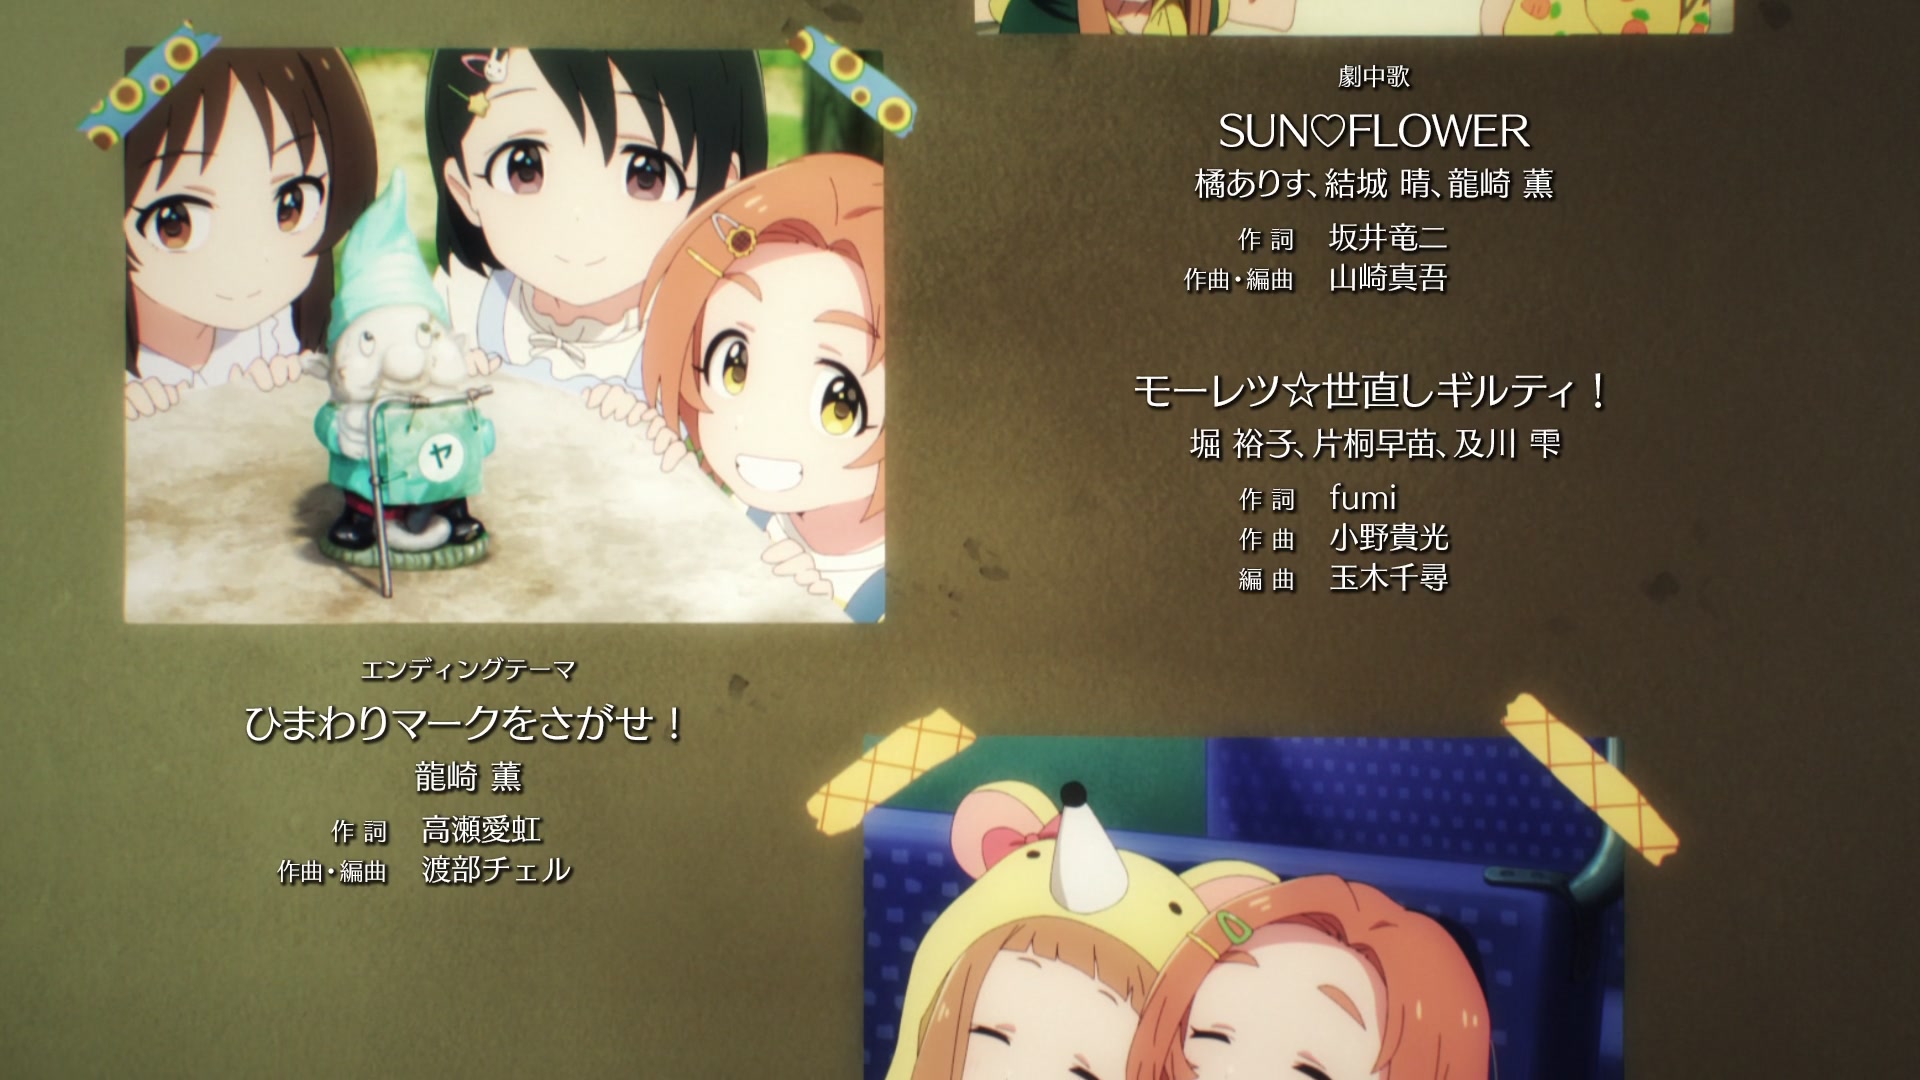 ヤ
エンディングテーマ
ひまわりマークをさがせ！
龍崎 薫
作 詞 高瀬愛虹
作曲・編曲 渡部チェル
劇中歌
SUN♡FLOWER
橘ありす、結城 晴、龍崎 薫
作 詞 坂井竜二
作曲・編曲 山崎真吾
モーレツ☆世直しギルティ！
堀 裕子、片桐早苗、及川 雫
作 詞 fumi
作 曲 小野貴光
編 曲 玉木千尋